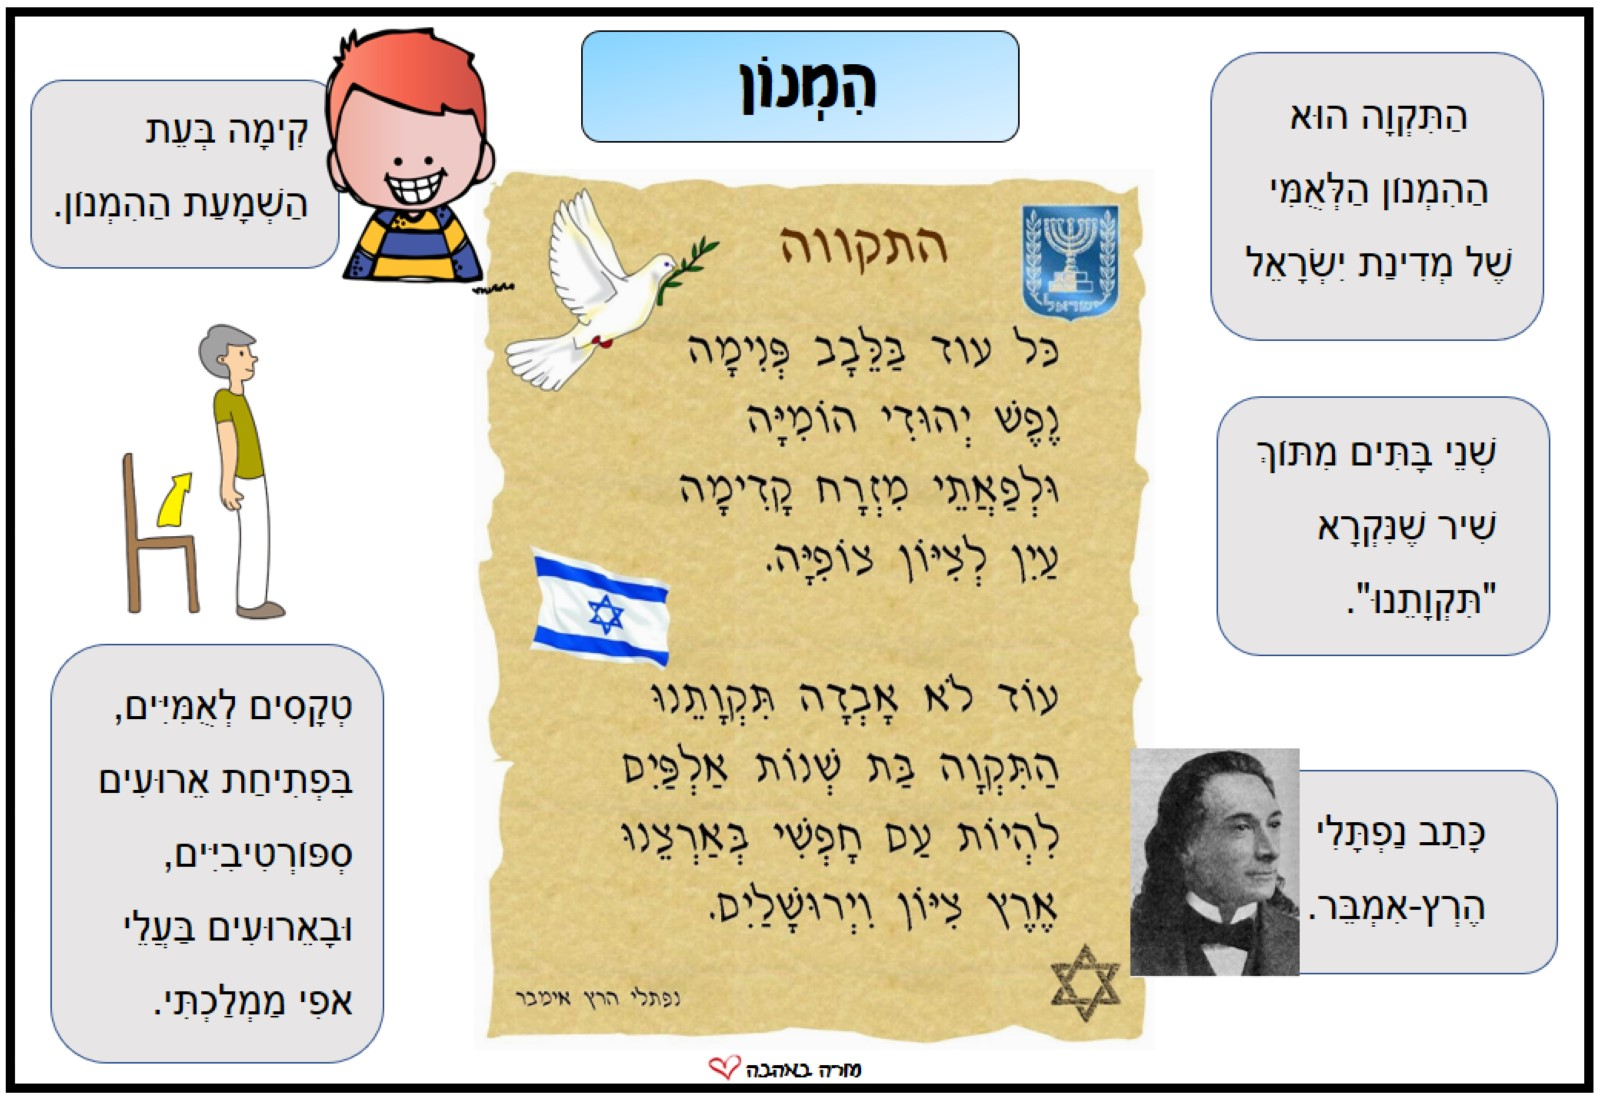 הִמְנוֹן
הַתִּקְוָה הוּא
הַהִמְנוֹן הַלְּאֻמִּי
שֶׁל מְדִינַת יִשְׂרָאֵל
שְׁנֵי בָּתִּים מִתּוֹךְ
שִׁיר שֶׁנִּקְרָא
"תִּקְוָתֵנוּ".
כָּתַב נַפְתָּלִי
הֶרְץ-אִמְבֵּר.
קִימָה בְּעֵת
הַשְׁמָעַת הַהִמְנוֹן.
טְקָסִים לְאֻמִּיִּים,
בִּפְתִיחַת אֵרוּעִים
סְפּוֹרְטִיבִיִּים,
וּבָאֵרוּעִים בַּעֲלֵי
אֹפִי מַמְלַכְתִּי.
התקווה
ישראל
כֹּל עוֹד בַּלֵּבָב פְּנִימָה
נֶפֶשׁ יְהוּדִי הוֹמִיָּה
וּלְפַאֲתֵי מִזְרָח קָדִימָה
עַיִן לְצִיּוֹן צוֹפִיָּה.
עוֹד לֹא אָבְדָה תִּקְוָתֵנוּ
הַתִּקְוָה בַּת שְׁנוֹת אַלְפַּיִם
לִהְיוֹת עַם חָפְשִׁי בְּאַרְצֵנוּ
אֶרֶץ צִיּוֹן וִירוּשָׁלַיִם.
נפתלי הרץ אימבר
מורה באהבה